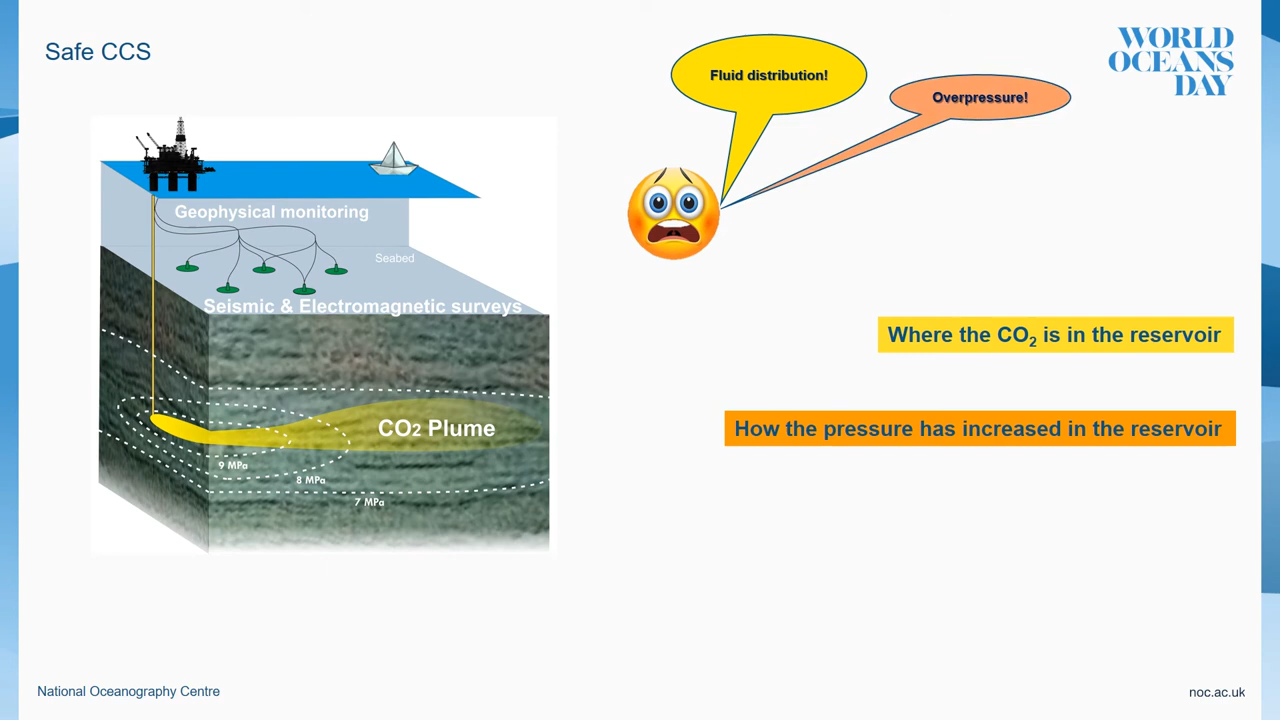 Safe CCS
WORLD
OCEANS
DAY
Fluid distribution!
Overpressure!
Geophysical monitoring
Seabed
Seismic & Electromagnetic surveys
CO2 Plume
9 MPa
8 MPa
7 MPa
Where the CO₂ is in the reservoir
How the pressure has increased in the reservoir
National Oceanography Centre
noc.ac.uk